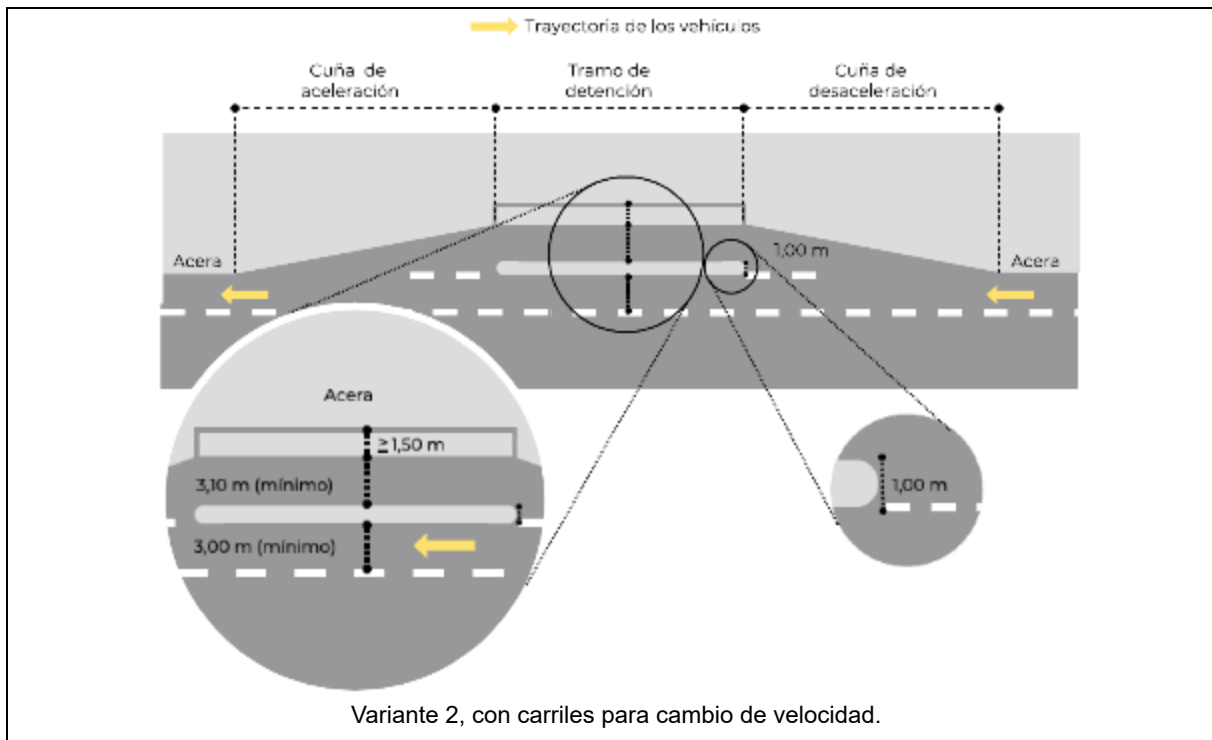 Trayectoria de los vehículos
Cuña de
aceleración
Tramo de
detención
Cuña de
desaceleración
Acera
1,00 m
Acera
Acera
≥1,50 m
3,10 m (mínimo)
3,00 m (mínimo)
1,00 m
Variante 2, con carriles para cambio de velocidad.